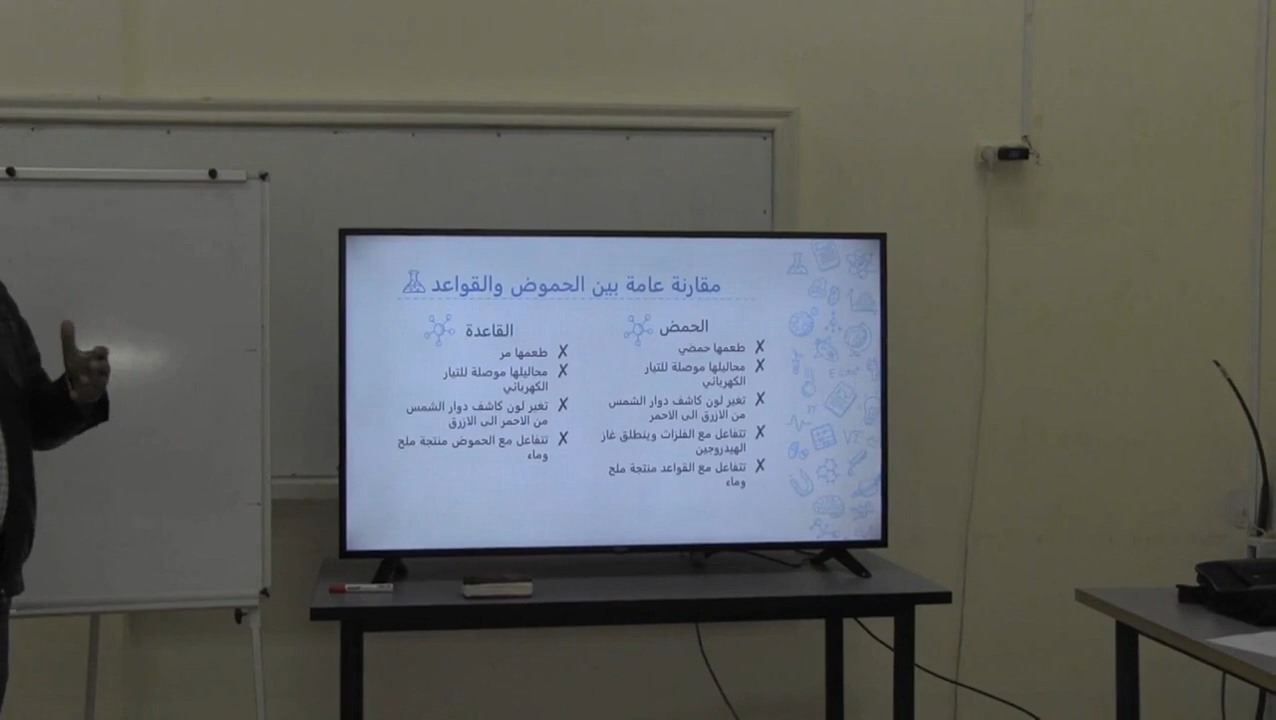 مقارنة عامة بين الحموض والقواعد
الحمض
طعمها حمضي
محاليلها موصلة للتيار
الكهربائي
تغير لون كاشف دوار الشمس
من الازرق الى الاحمر
تتفاعل مع الفلزات وينطلق غاز
الهيدروجين
تتفاعل مع القواعد منتجة ملح
وماء
القاعدة
طعمها مر
محاليلها موصلة للتيار
الكهربائي
تغير لون كاشف دوار الشمس
من الاحمر الى الازرق
تتفاعل مع الحموض منتجة ملح
وماء